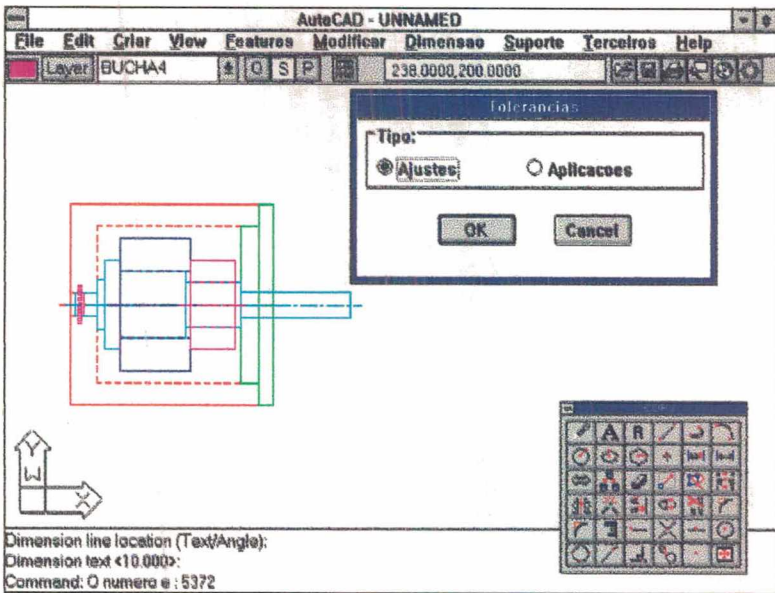 AutoCAD - UNNAMED
File Edit Criar View Features Modificar Dimensao Suporte Terceiros Help
Layer BUCHA4 O S P 238.0000,200.0000
Tolerancias
Tipo:
Ajustes Aplicacoes
OK Cancel
A R
Y
W
X
Dimension line location (Text/Angle):
Dimension text <10.000>:
Command: O numero e : 5372